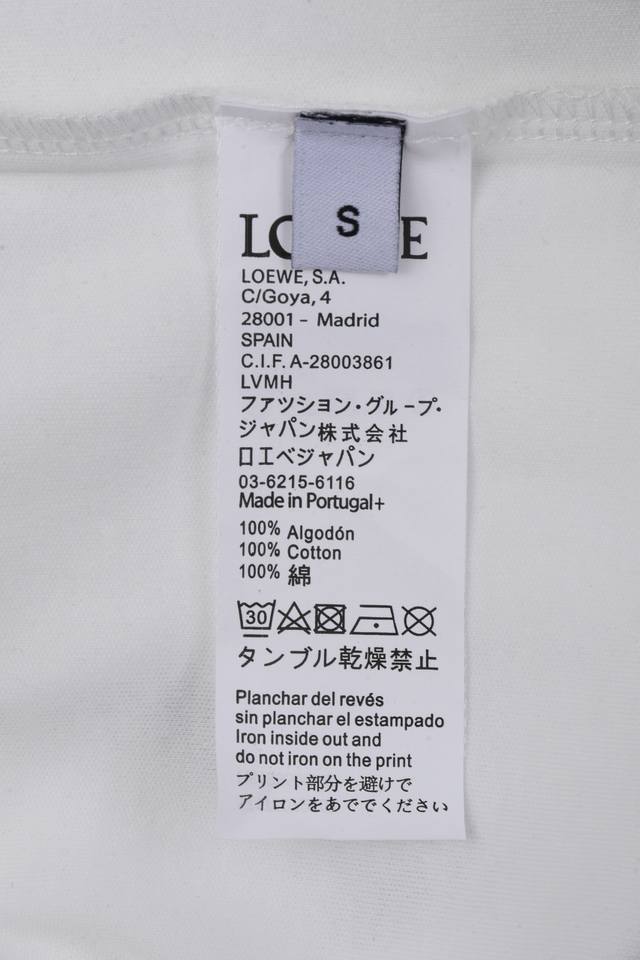 S
LOEWE
LOEWE, S.A.
C/Goya, 4
28001 - Madrid
SPAIN
C.I.F. A-28003861
LVMH
ファツション・グループ・
ジャパン株式会社
ロエベジャパン
03-6215-6116
Made in Portugal+
100% Algodón
100% Cotton
100% 綿
30
タンブル乾燥禁止
Planchar del revés
sin planchar el estampado
Iron inside out and
do not iron on the print
プリント部分を避けで
アイロンをあででください